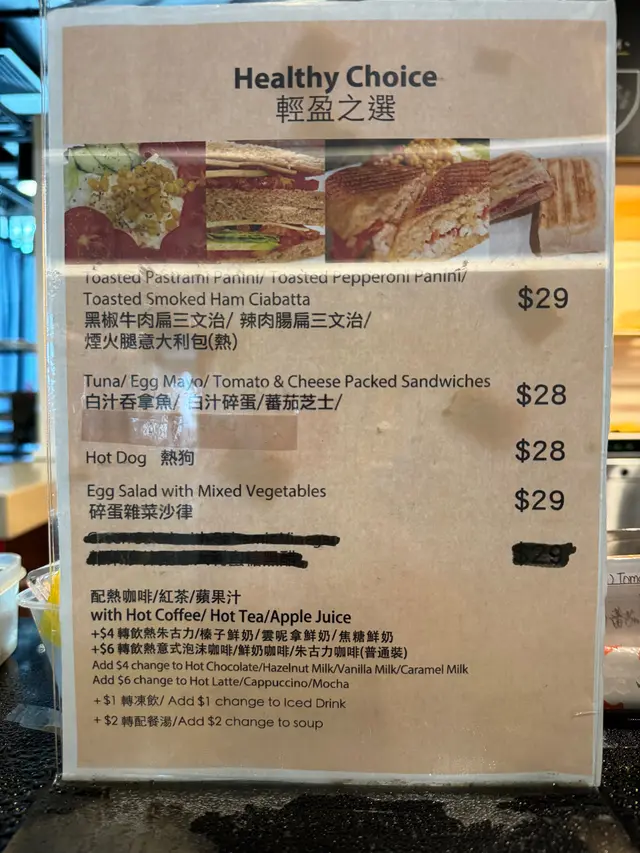 Healthy Choice
輕盈之選
Toasted Pastrami Panini/ Toasted Pepperoni Panini/
Toasted Smoked Ham Ciabatta
$29
黑椒牛肉扁三文治/ 辣肉腸扁三文治/
煙火腿意大利包(熱)
Tuna/ Egg Mayo/ Tomato & Cheese Packed Sandwiches
$28
白汁吞拿魚/ 白汁碎蛋/蕃茄芝士/
Hot Dog 熱狗
$28
Egg Salad with Mixed Vegetables
$29
碎蛋雜菜沙律
配熱咖啡/紅茶/蘋果汁
with Hot Coffee/ Hot Tea/Apple Juice
+$4 轉飲熱朱古力/榛子鮮奶/雲呢拿鮮奶/焦糖鮮奶
+$6 轉飲熱意式泡沫咖啡/鮮奶咖啡/朱古力咖啡(普通裝)
Add $4 change to Hot Chocolate/Hazelnut Milk/Vanilla Milk/Caramel Milk
Add $6 change to Hot Latte/Cappuccino/Mocha
+$1 轉凍飲/ Add $1 change to Iced Drink
+$2 轉配餐湯/Add $2 change to soup